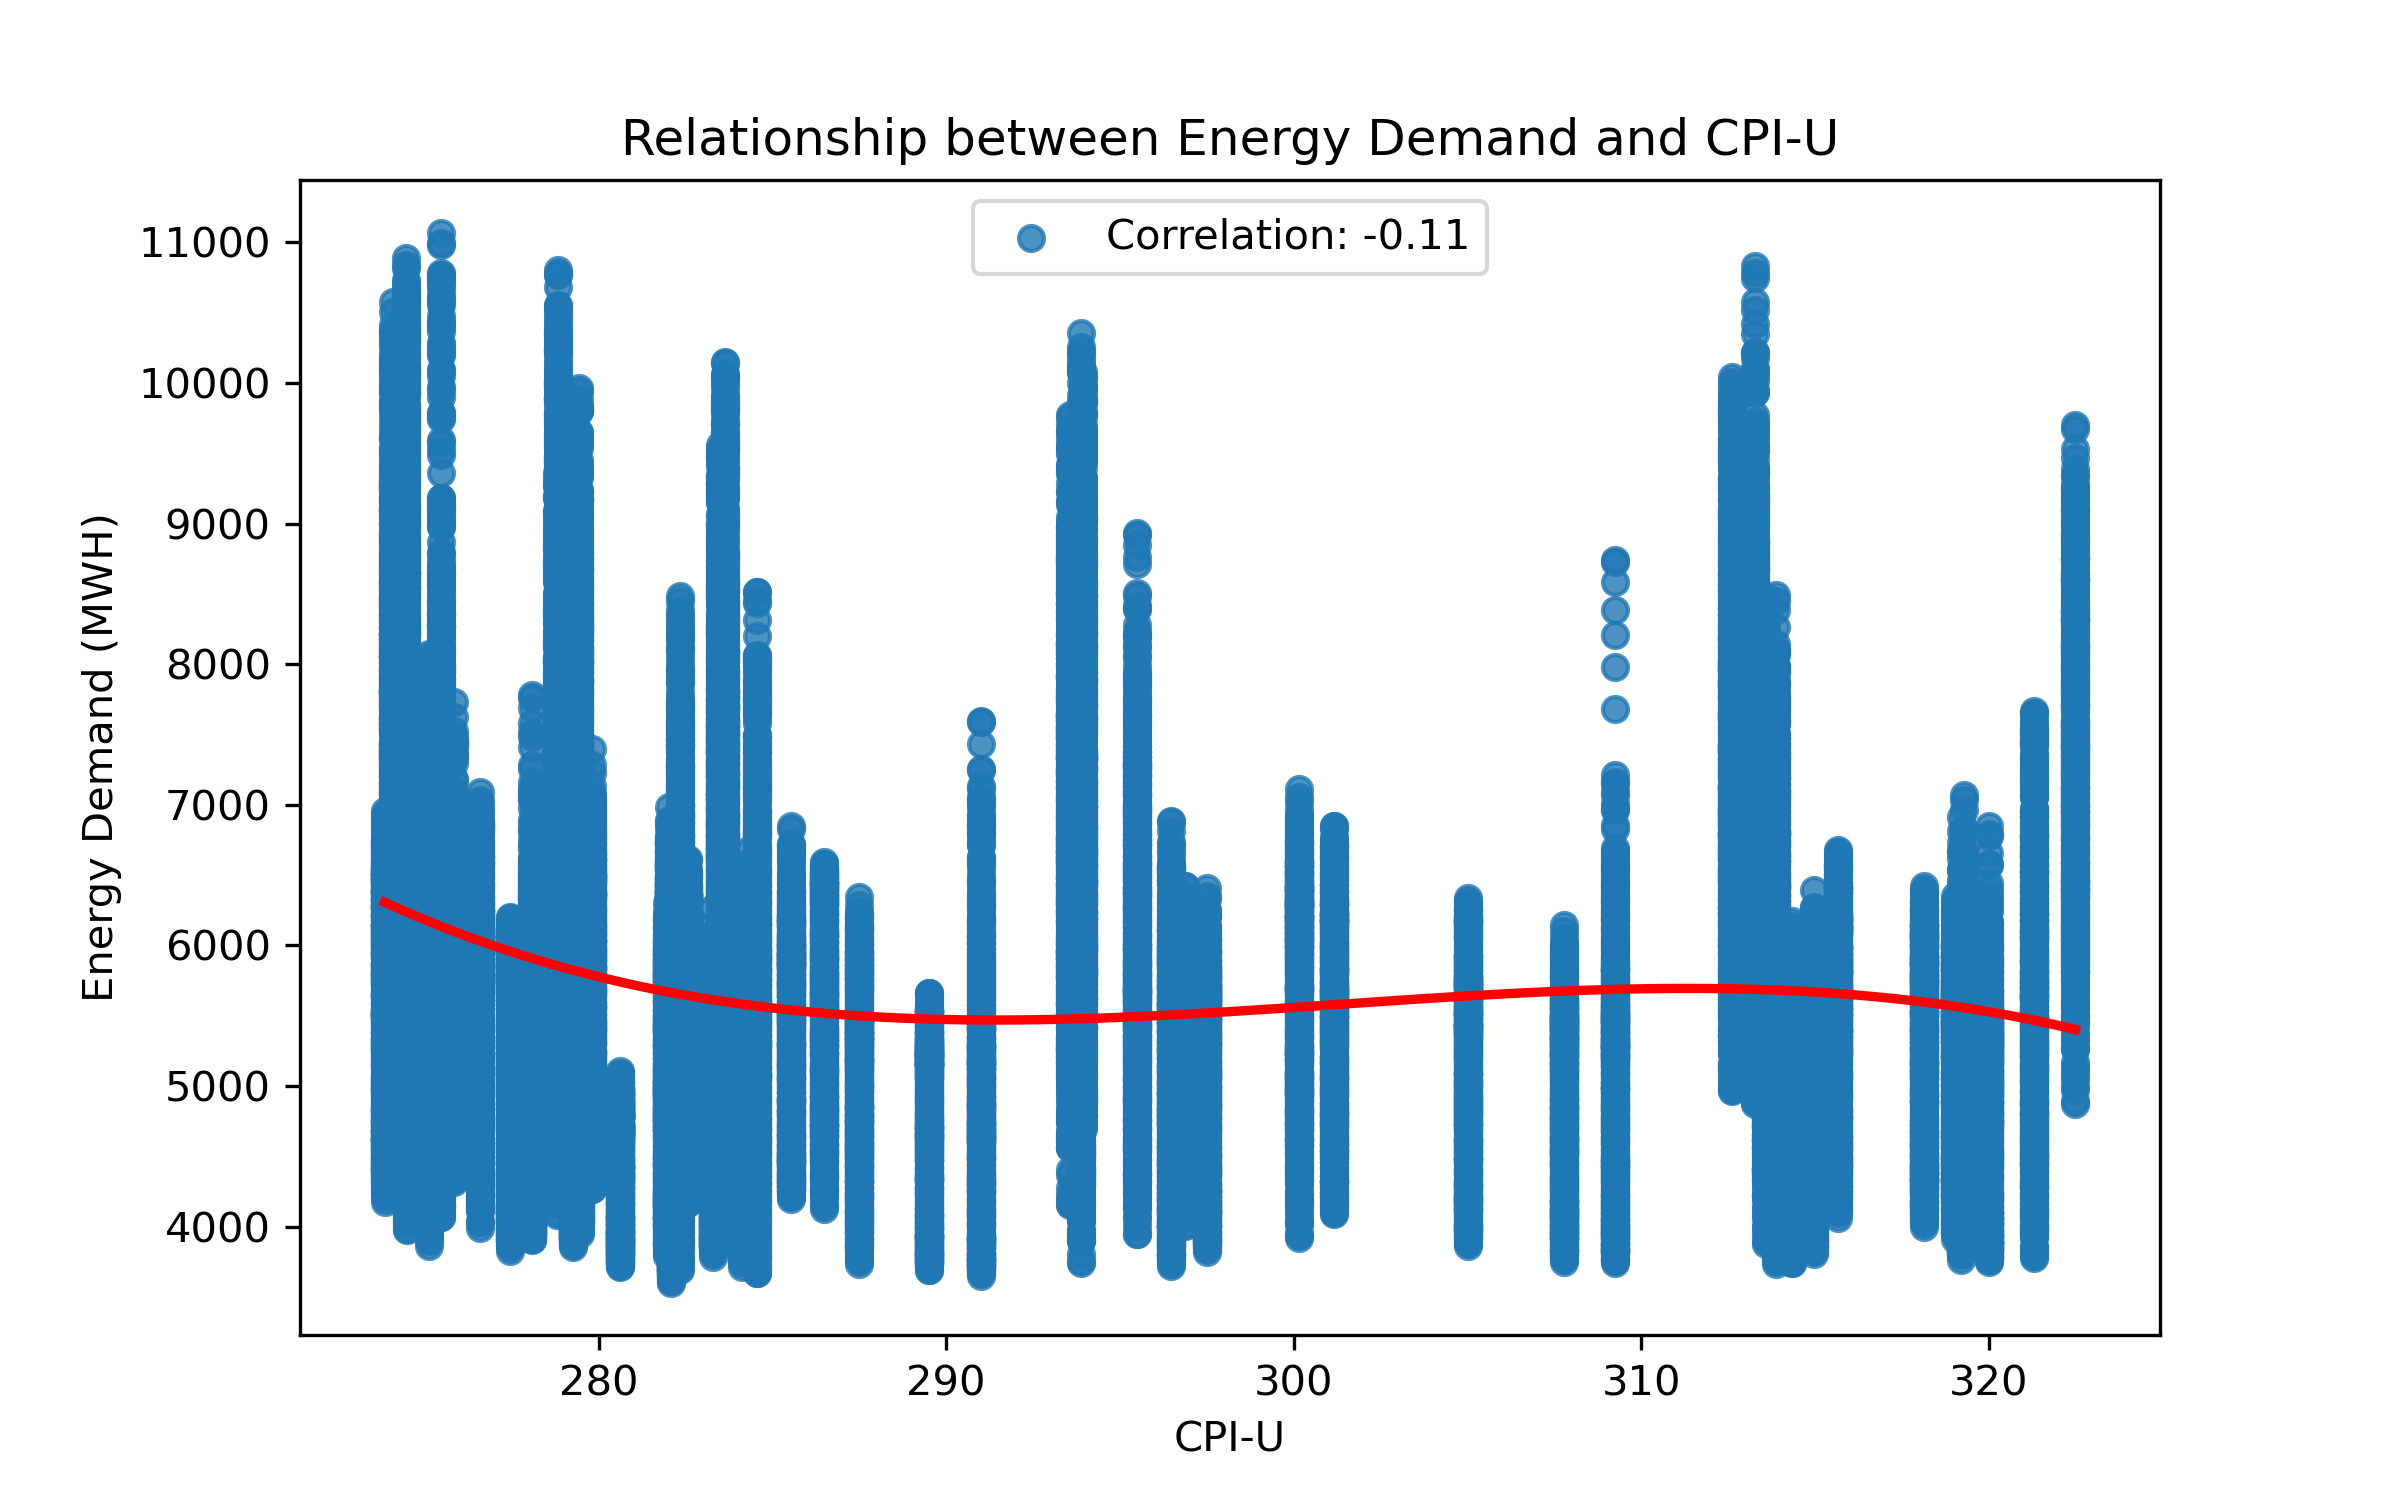 Relationship between Energy Demand and CPI-U
Correlation: -0.11
Energy Demand (MWH)
11000
10000
9000
8000
7000
6000
5000
4000
280 290 300 310 320
CPI-U